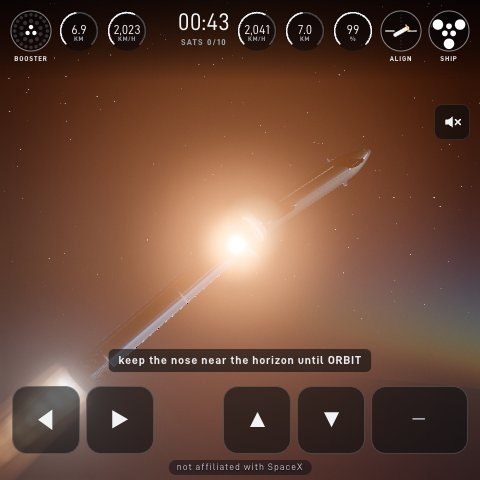 00:43
SATS 0/10
6.9
KM
2,023
KM/H
2,041
KM/H
7.0
KM
99
%
BOOSTER
ALIGN
SHIP
keep the nose near the horizon until ORBIT
not affiliated with SpaceX